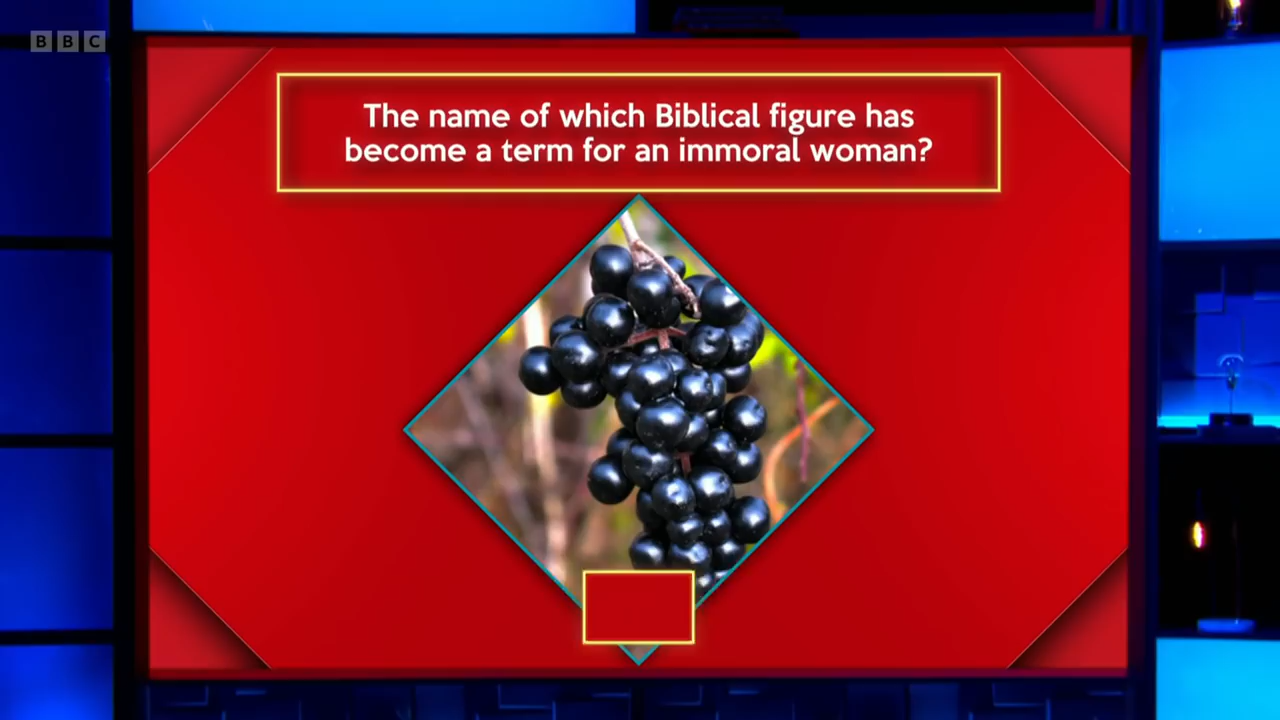 BBC
The name of which Biblical figure has
become a term for an immoral woman?